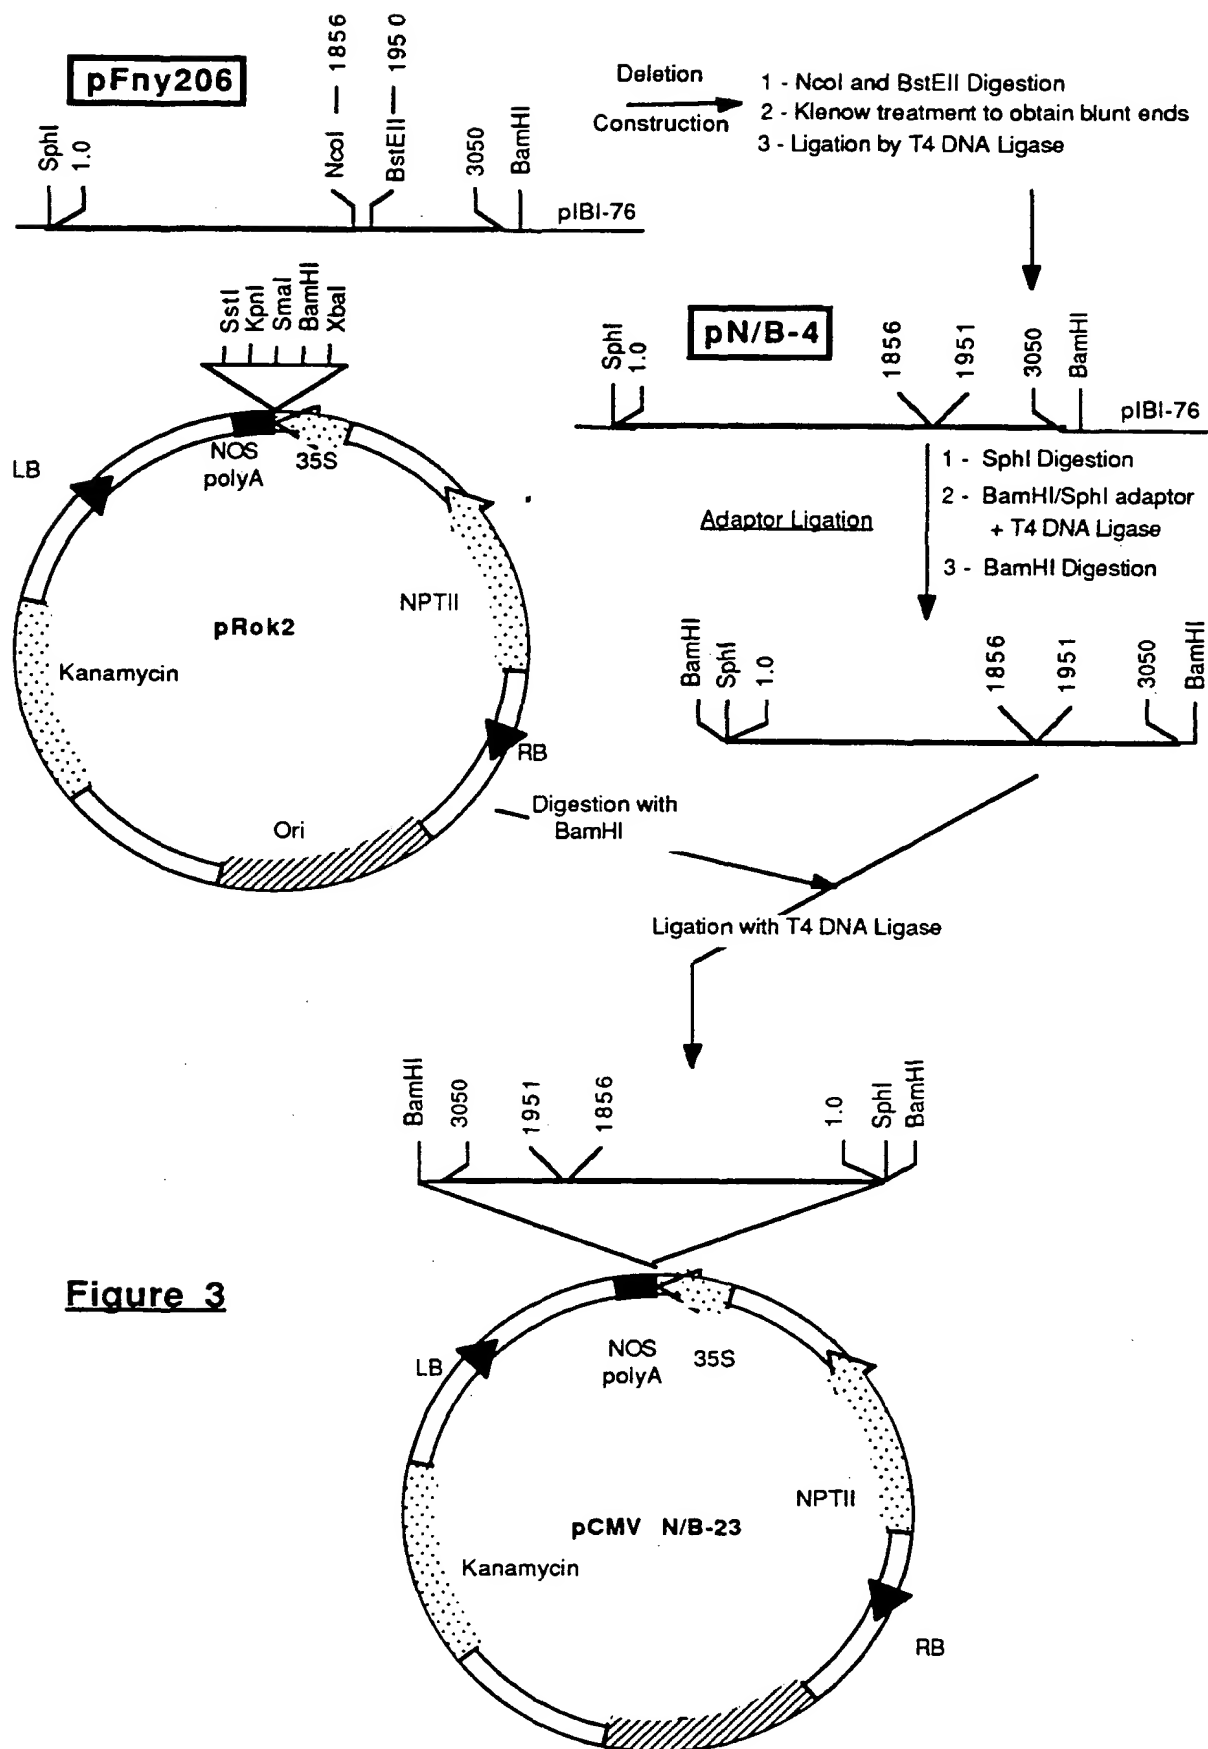 pFny206
SphI
1.0
NcoI — 1856
BstEII — 195 0
3050
BamHI
pIBI-76
Deletion
Construction
1 - NcoI and BstEII Digestion
2 - Klenow treatment to obtain blunt ends
3 - Ligation by T4 DNA Ligase
SstI
KpnI
SmaI
BamHI
XbaI
NOS
polyA
35S
LB
NPTII
pRok2
Kanamycin
RB
Ori
Digestion with
BamHI
pN/B-4
SphI
1.0
1856
1951
3050
BamHI
pIBI-76
Adaptor Ligation
1 - SphI Digestion
2 - BamHI/SphI adaptor
+ T4 DNA Ligase
3 - BamHI Digestion
BamHI
SphI
1.0
1856
1951
3050
BamHI
Ligation with T4 DNA Ligase
BamHI
3050
1951
1856
1.0
SphI
BamHI
Figure 3
NOS
polyA
35S
LB
NPTII
pCMV N/B-23
Kanamycin
RB